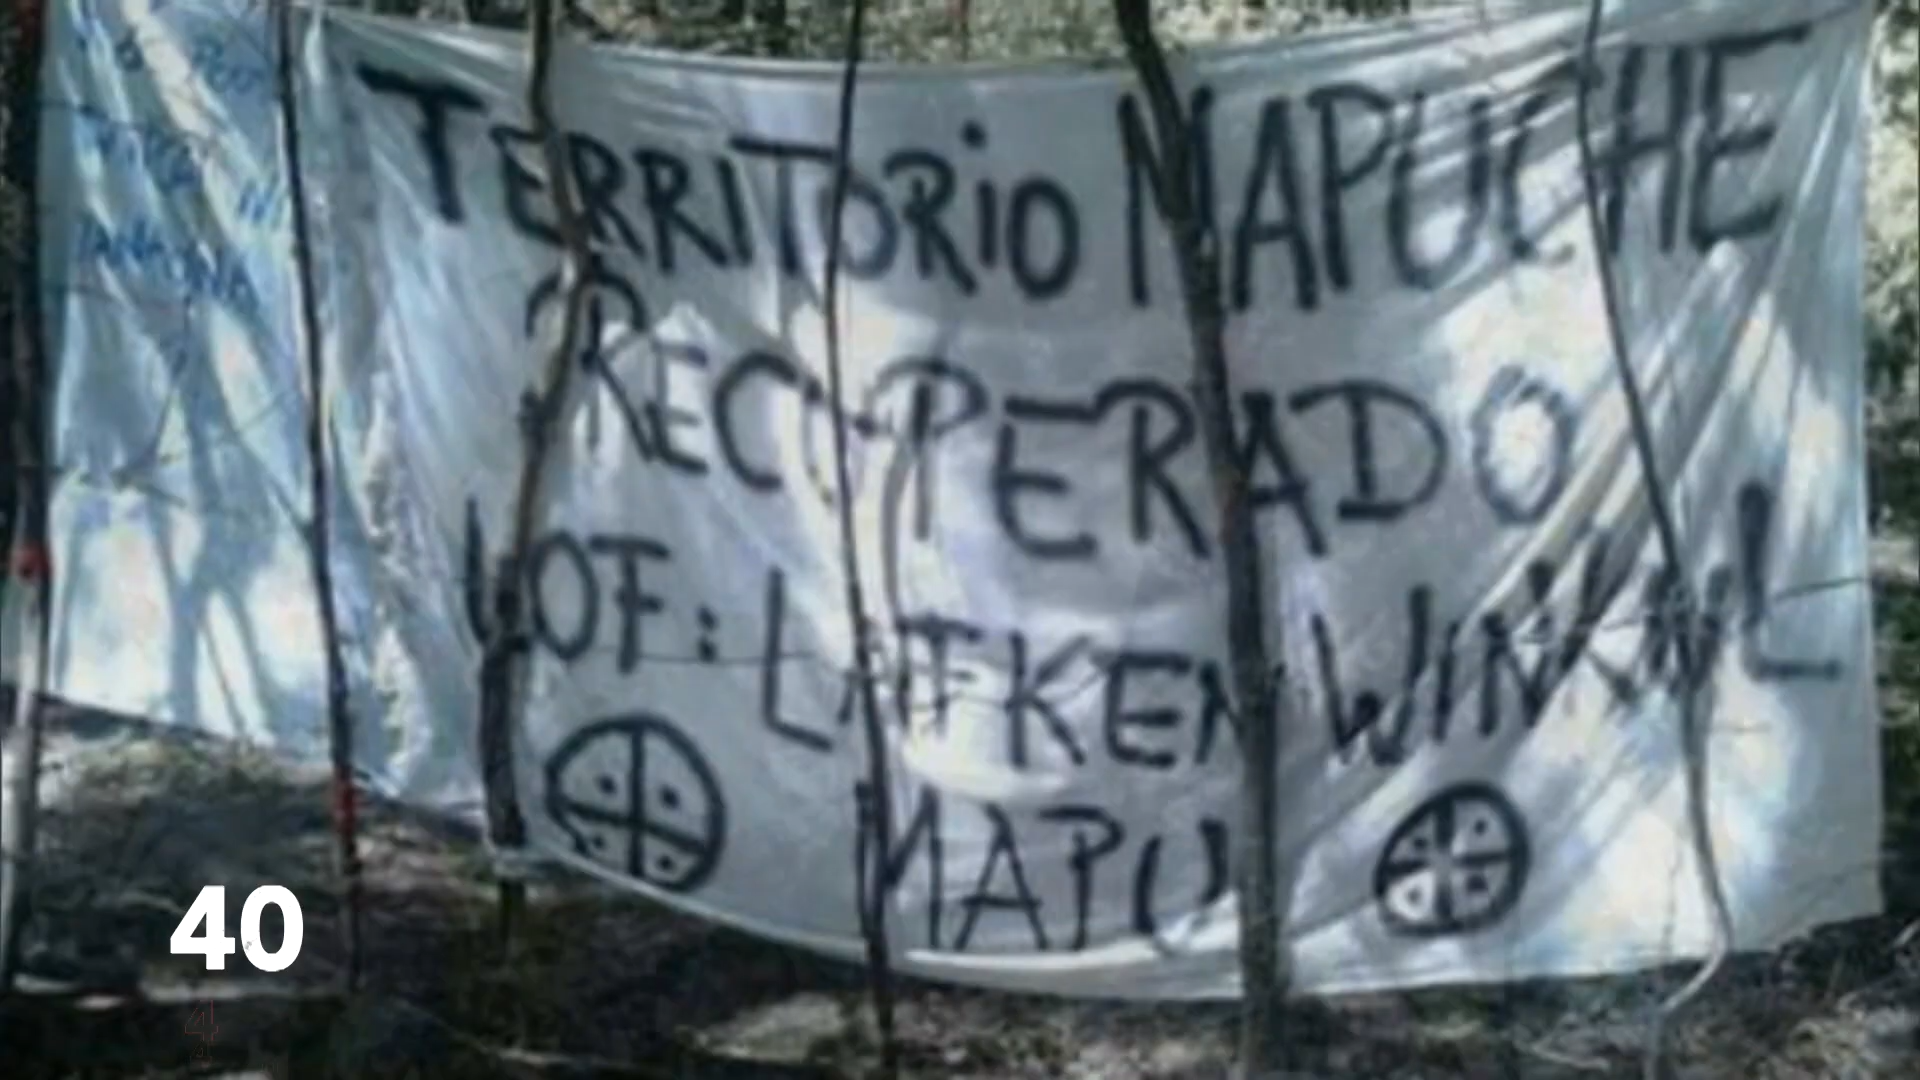 TERRITORIO MAPUCHE
RECUPERADO
LOF: LAFKEN WINKUL
MAPU
40